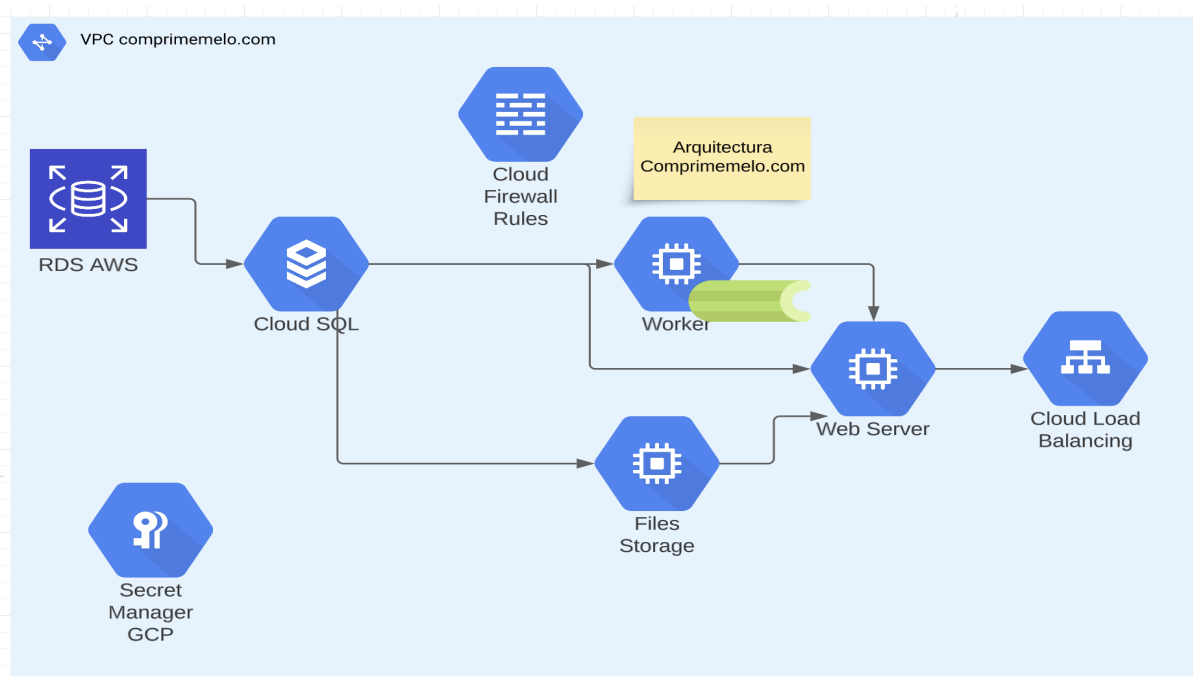 VPC comprimemelo.com
Cloud
Firewall
Rules
Arquitectura
Comprimemelo.com
RDS AWS
Cloud SQL
Worker
Web Server
Cloud Load
Balancing
Files
Storage
Secret
Manager
GCP